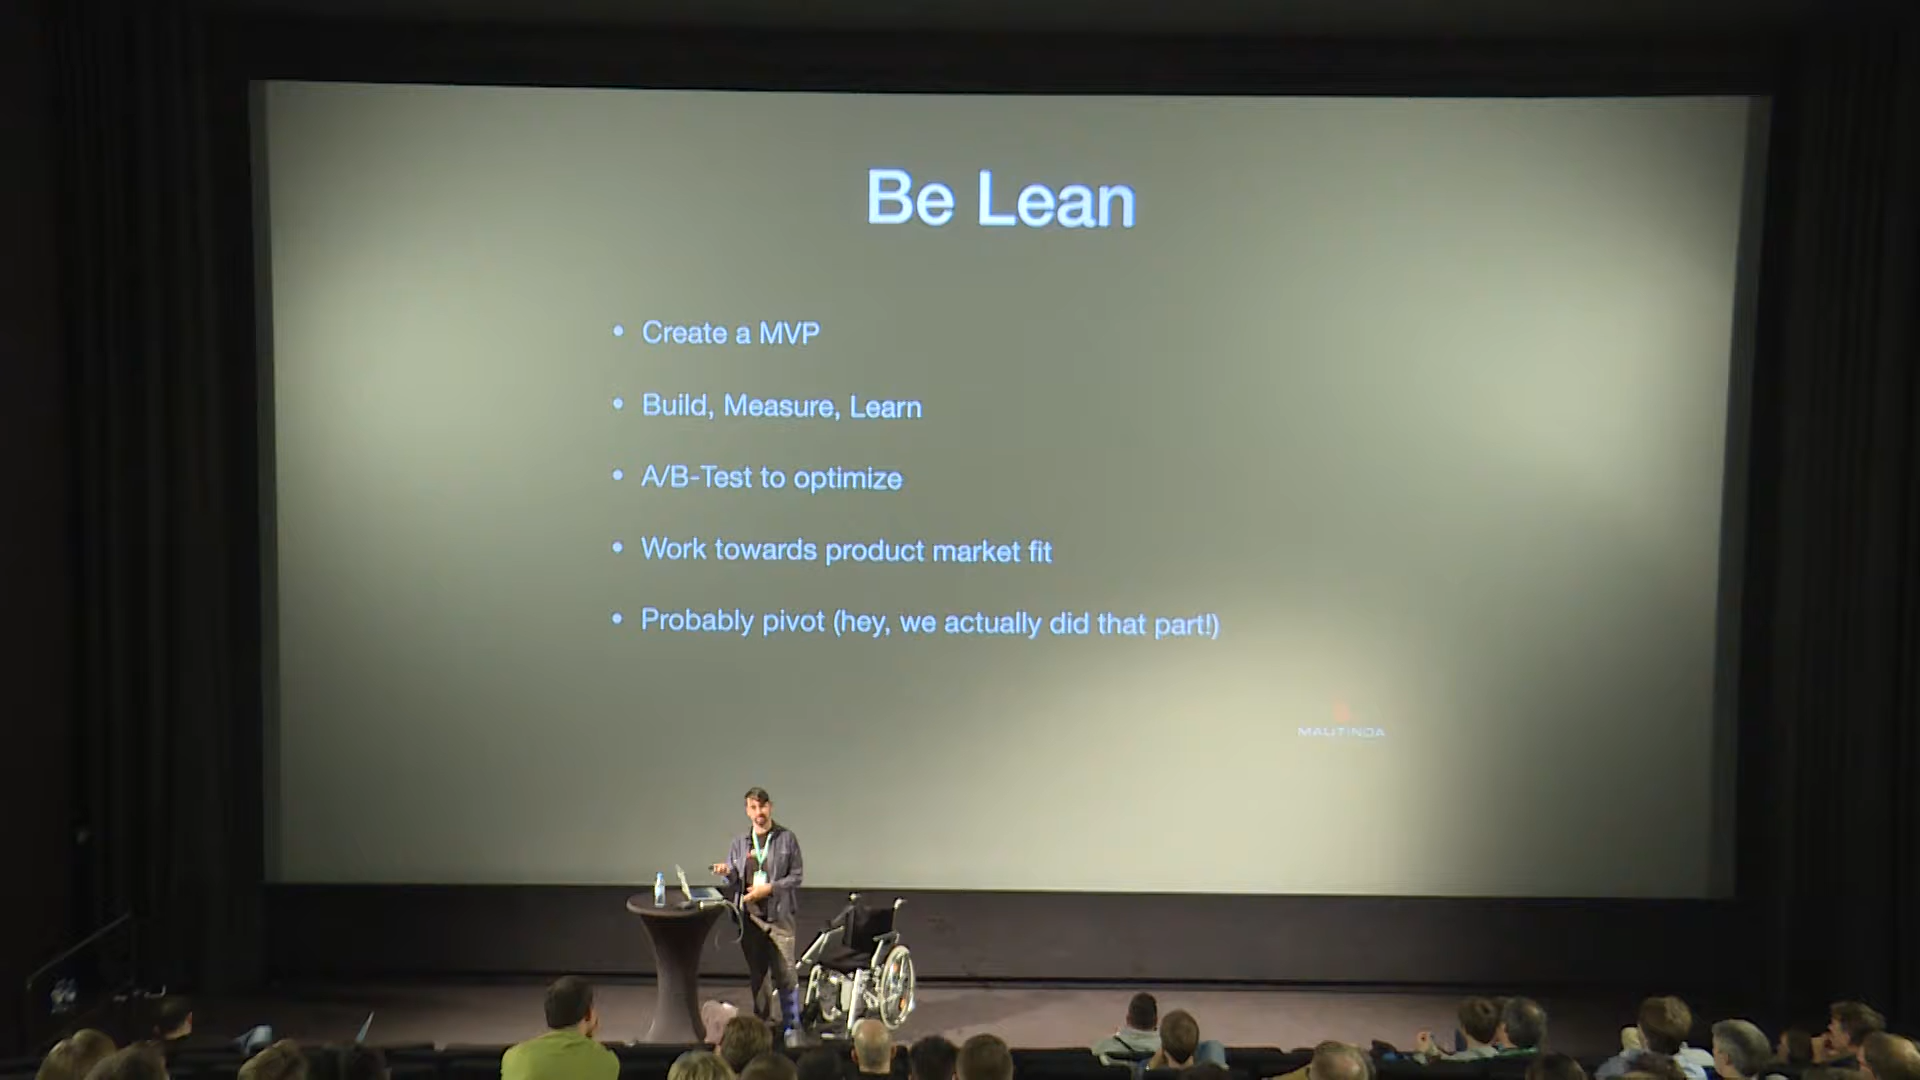 Be Lean
• Create a MVP
• Build, Measure, Learn
• A/B-Test to optimize
• Work towards product market fit
• Probably pivot (hey, we actually did that part!)
MAUTINOA